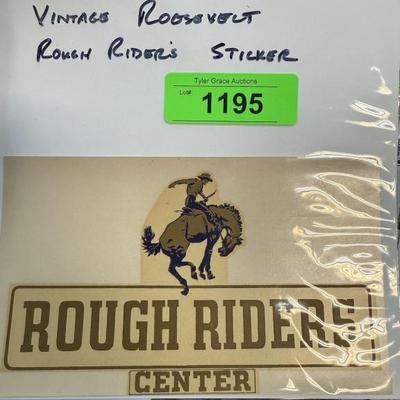 VINTAGE ROOSEVELT
ROUGH RIDER'S STICKER
Tyler Grace Auctions
Lot#
1195
ROUGH RIDERS
CENTER